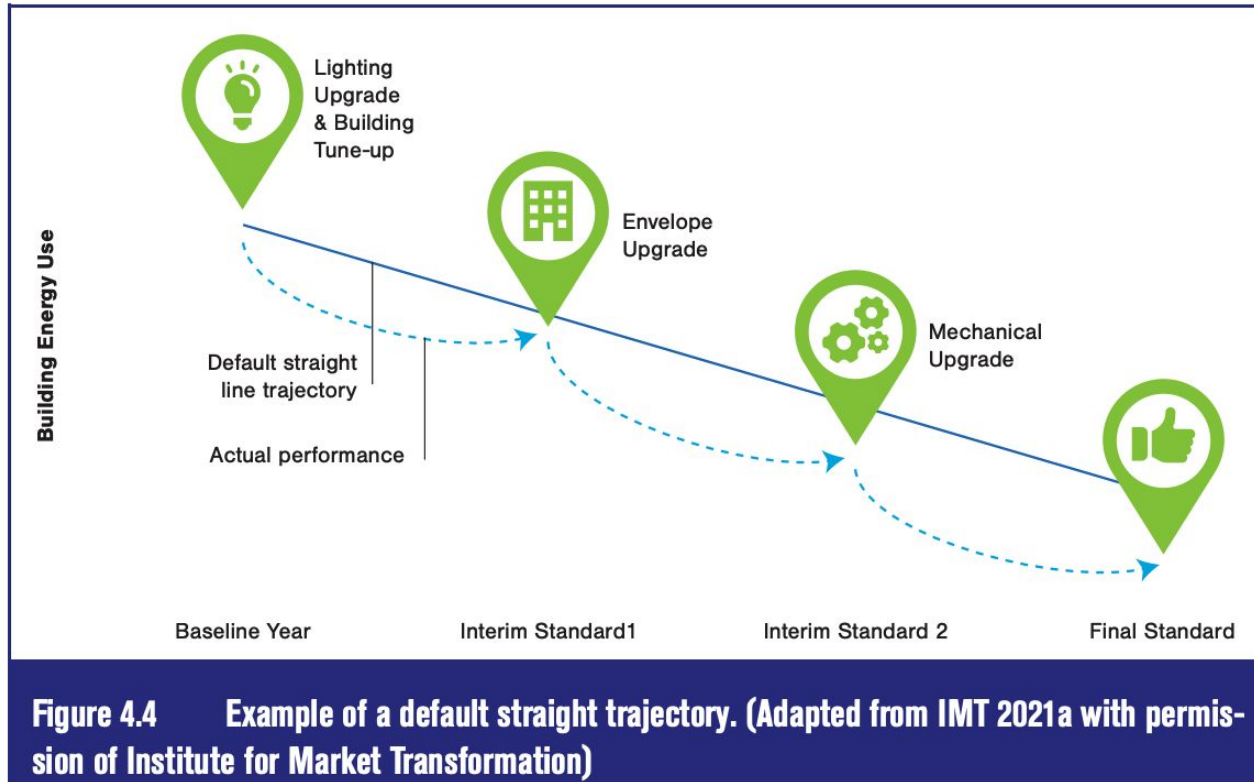 Lighting
Upgrade
& Building
Tune-up
Envelope
Upgrade
Mechanical
Upgrade
Building Energy Use
Default straight
line trajectory
Actual performance
Baseline Year
Interim Standard1
Interim Standard 2
Final Standard
Figure 4.4 Example of a default straight trajectory. (Adapted from IMT 2021a with permis-
sion of Institute for Market Transformation)